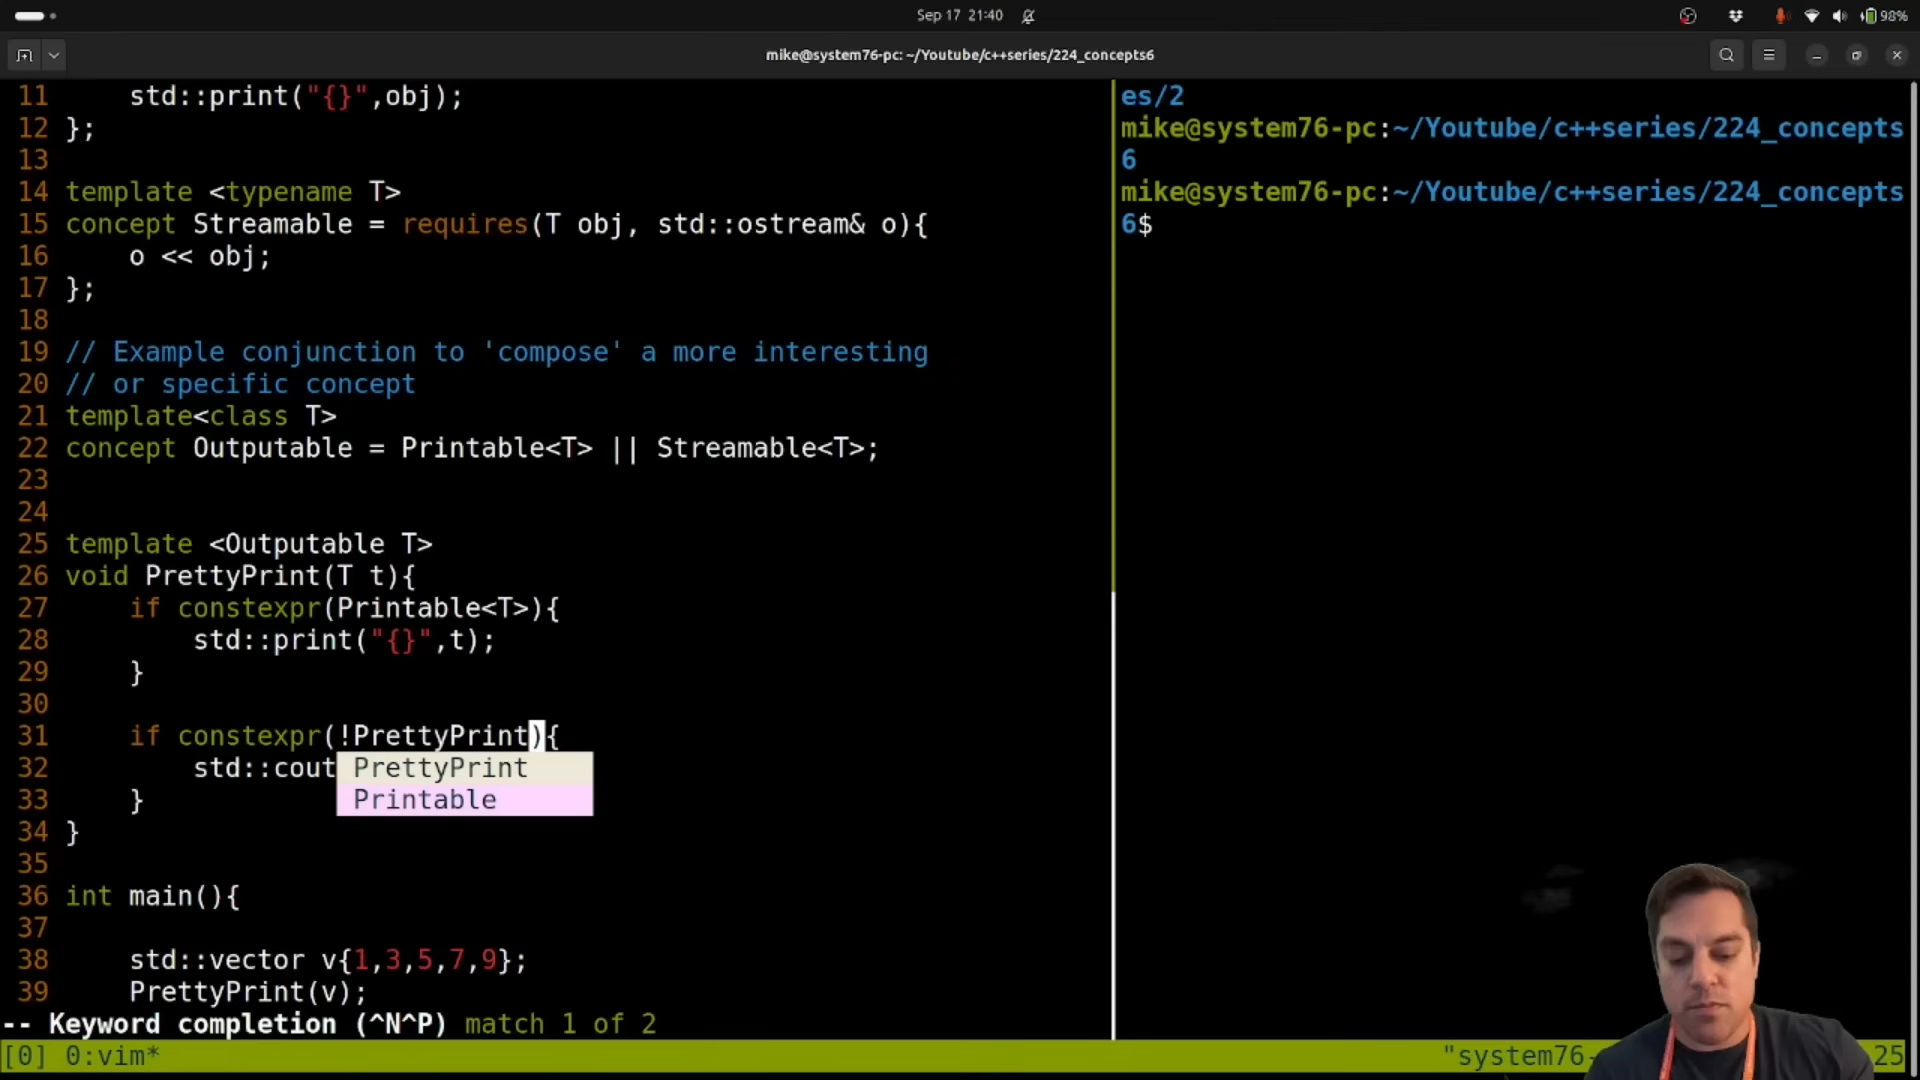 Sep 17 21:40
98%
mike@system76-pc: ~/Youtube/c++series/224_concepts6
11     std::print("{}",obj);
12 };
13
14 template <typename T>
15 concept Streamable = requires(T obj, std::ostream& o){
16     o << obj;
17 };
18
19 // Example conjunction to 'compose' a more interesting
20 // or specific concept
21 template<class T>
22 concept Outputable = Printable<T> || Streamable<T>;
23
24
25 template <Outputable T>
26 void PrettyPrint(T t){
27     if constexpr(Printable<T>){
28         std::print("{}",t);
29     }
30
31     if constexpr(!PrettyPrint){
32         std::cout
PrettyPrint
33     }
Printable
34 }
35
36 int main(){
37
38     std::vector v{1,3,5,7,9};
39     PrettyPrint(v);
-- Keyword completion (^N^P) match 1 of 2
[0] 0:vim*
"system76-
25
es/2
mike@system76-pc:~/Youtube/c++series/224_concepts
6
mike@system76-pc:~/Youtube/c++series/224_concepts
6$